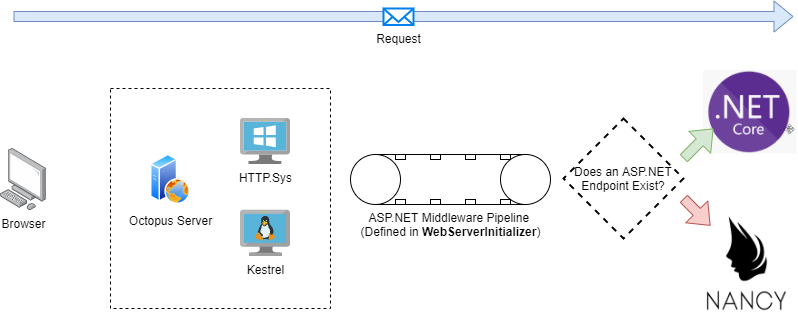 Request
Browser
Octopus Server
HTTP.Sys
Kestrel
ASP.NET Middleware Pipeline
(Defined in WebServerInitializer)
Does an ASP.NET
Endpoint Exist?
.NET
Core
NANCY